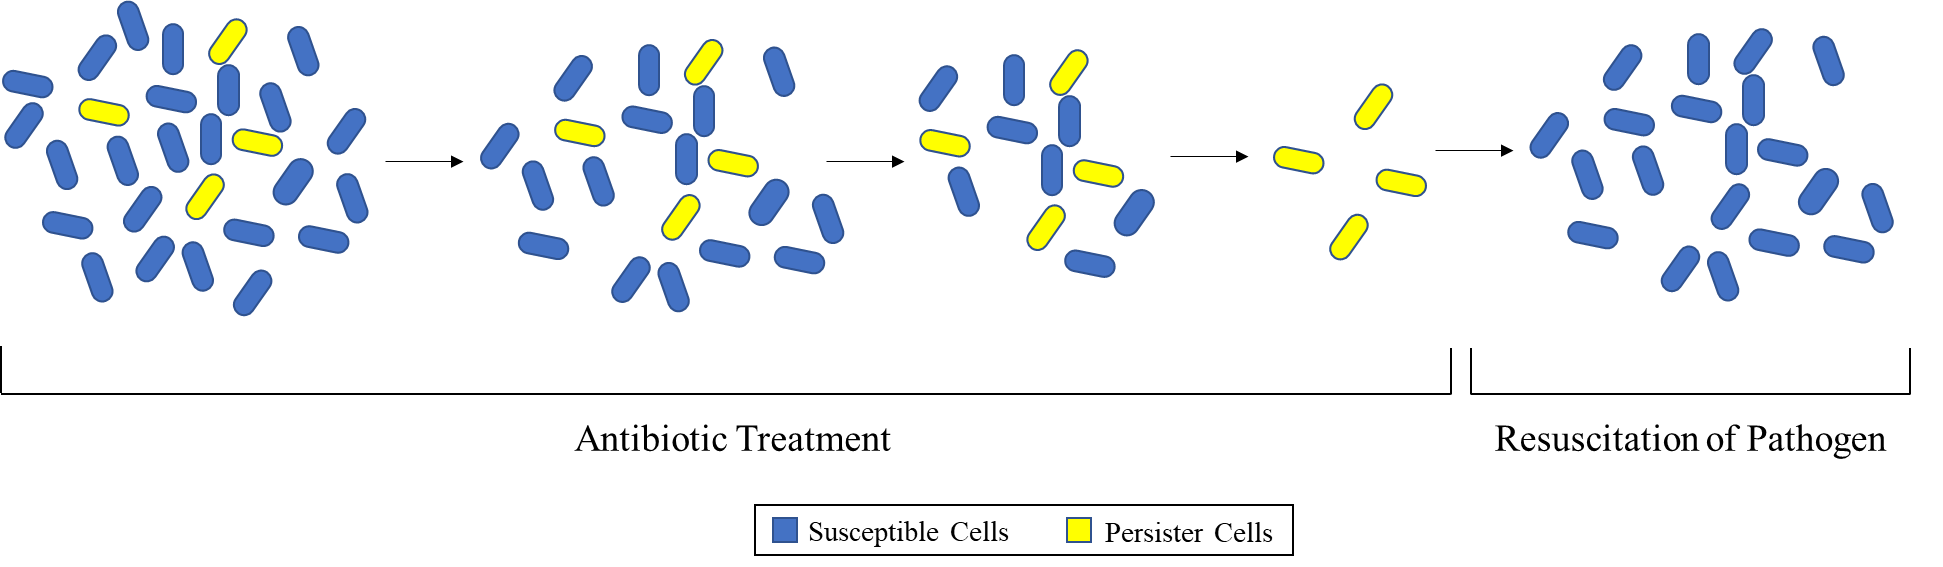 Antibiotic Treatment
Resuscitation of Pathogen
Susceptible Cells
Persister Cells